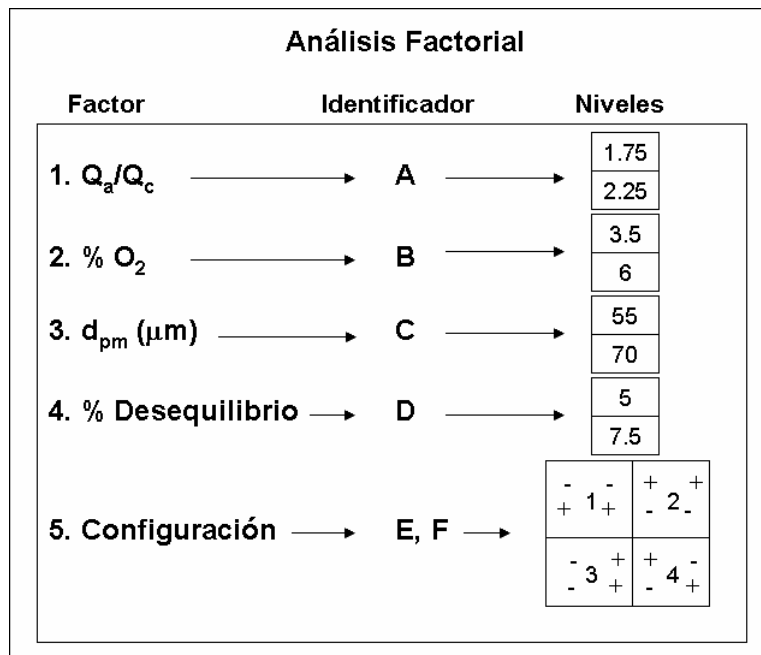 Análisis Factorial
Factor Identificador Niveles
1. Qa/Qc A 1.75
2.25
2. % O2 B 3.5
6
3. dpm (μm) C 55
70
4. % Desequilibrio D 5
7.5
5. Configuración E, F
- - + +
+ 1 + - 2 -
- + + -
- 3 + - 4 +